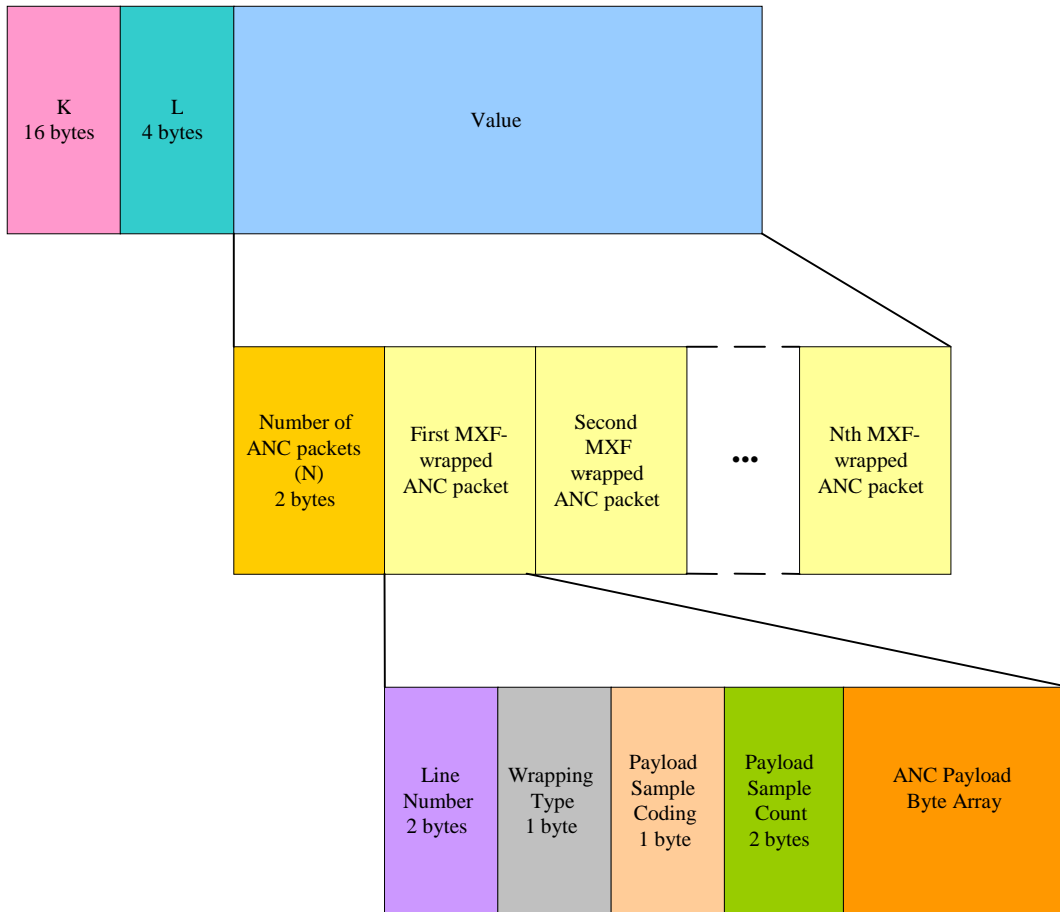 K
16 bytes
L
4 bytes
Value
Number of
ANC packets
(N)
2 bytes
First MXF-
wrapped
ANC packet
Second
MXF
wrapped
ANC packet
•••
Nth MXF-
wrapped
ANC packet
Line
Number
2 bytes
Wrapping
Type
1 byte
Payload
Sample
Coding
1 byte
Payload
Sample
Count
2 bytes
ANC Payload
Byte Array